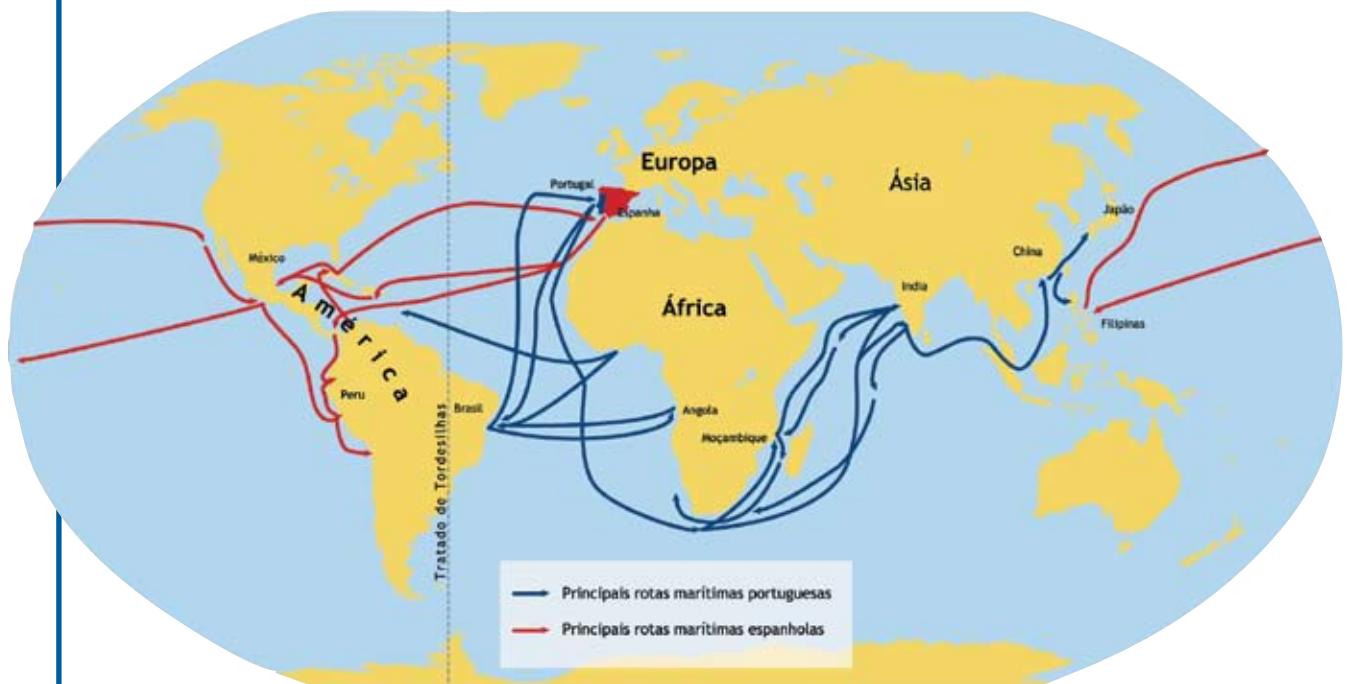 Europa
Ásia
Portugal
Espanha
Japão
China
México
América
India
África
Filipinas
Peru
Brasil
Angola
Moçambique
Tratado de Tordesilhas
Principais rotas marítimas portuguesas
Principais rotas marítimas espanholas